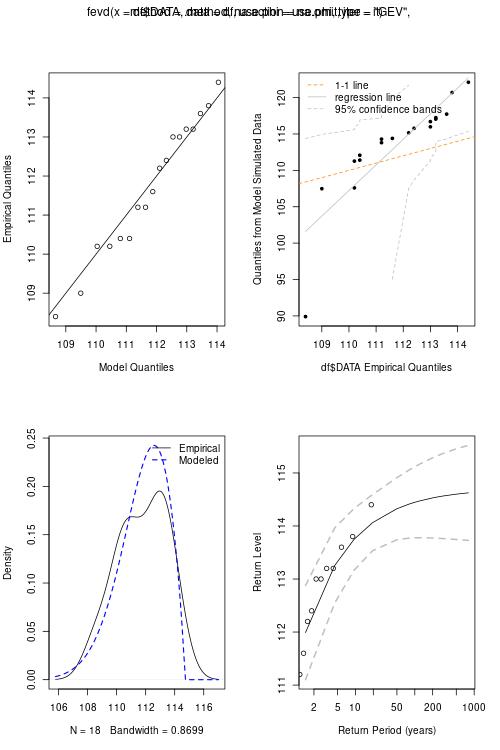 fevd(x =
type = "GEV",
1-1 line
regression line
95% confidence bands
Empirical Quantiles
109 110 111 112 113 114
109 110 111 112 113 114
Model Quantiles
Quantiles from Model Simulated Data
90 95 100 105 110 115 120
109 110 111 112 113 114
df$DATA Empirical Quantiles
Empirical
Modeled
Density
0.00 0.05 0.10 0.15 0.20 0.25
106 108 110 112 114 116
N = 18 Bandwidth = 0.8699
Return Level
111 112 113 114 115
2 5 10 50 200 1000
Return Period (years)